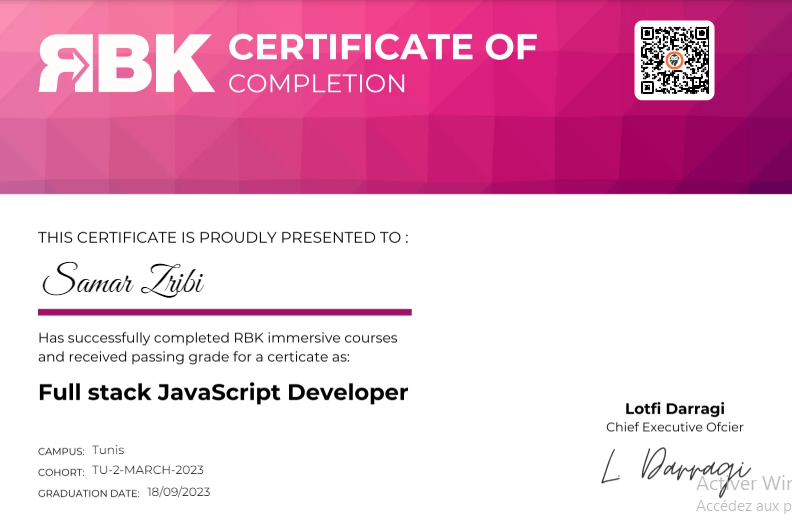 RBK
CERTIFICATE OF
COMPLETION
THIS CERTIFICATE IS PROUDLY PRESENTED TO :
Samar Zribi
Has successfully completed RBK immersive courses
and received passing grade for a certicate as:
Full stack JavaScript Developer
CAMPUS: Tunis
COHORT: TU-2-MARCH-2023
GRADUATION DATE: 18/09/2023
Lotfi Darragi
Chief Executive Ofcier
L. Darragi
Activer Win
Accédez aux p